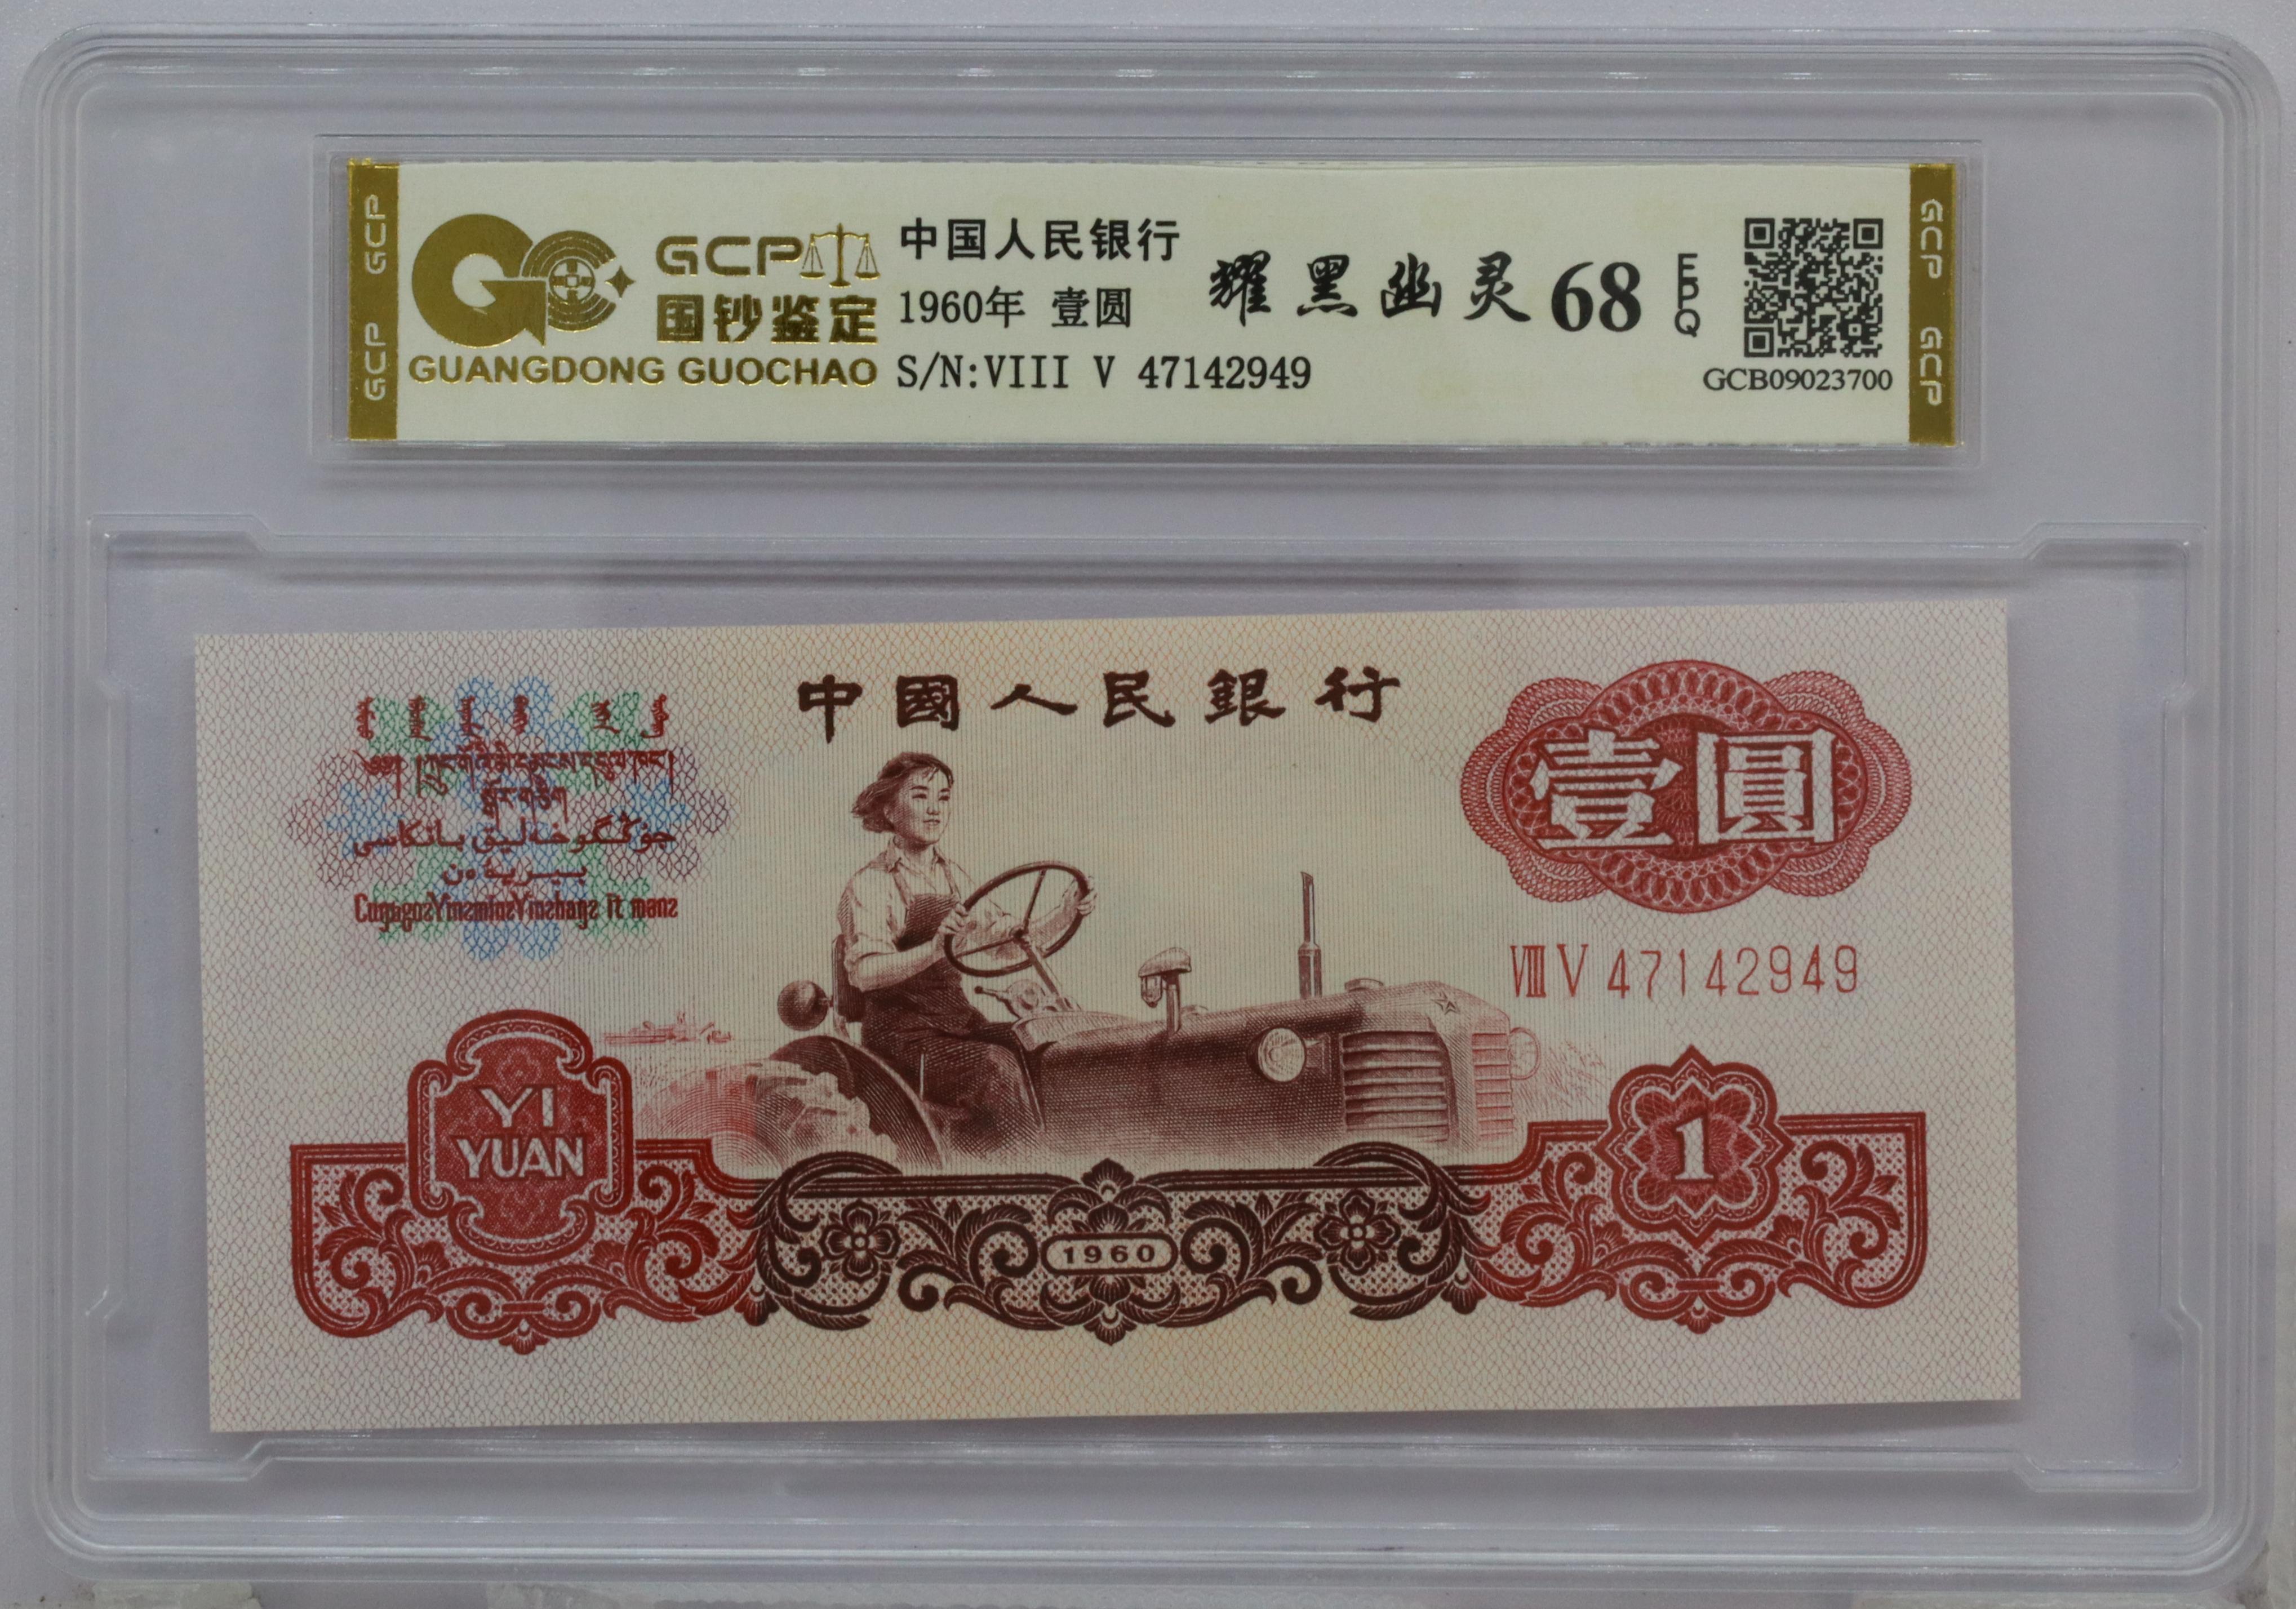 GCP GCP
GCP
国钞鉴定
GUANGDONG GUOCHAO
中国人民银行
1960年 壹圆
S/N:VIII V 47142949
耀黑幽灵 68 EPQ
GCB09023700
GCP GCP
中國人民銀行
壹圓
VIII V 47142949
YI
YUAN
1960
1